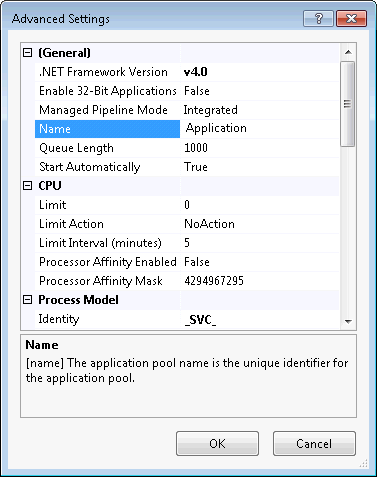 Advanced Settings
(General)
.NET Framework Version v4.0
Enable 32-Bit Applications False
Managed Pipeline Mode Integrated
Name Application
Queue Length 1000
Start Automatically True
CPU
Limit 0
Limit Action NoAction
Limit Interval (minutes) 5
Processor Affinity Enabled False
Processor Affinity Mask 4294967295
Process Model
Identity _SVC_
Name
[name] The application pool name is the unique identifier for
the application pool.
OK Cancel